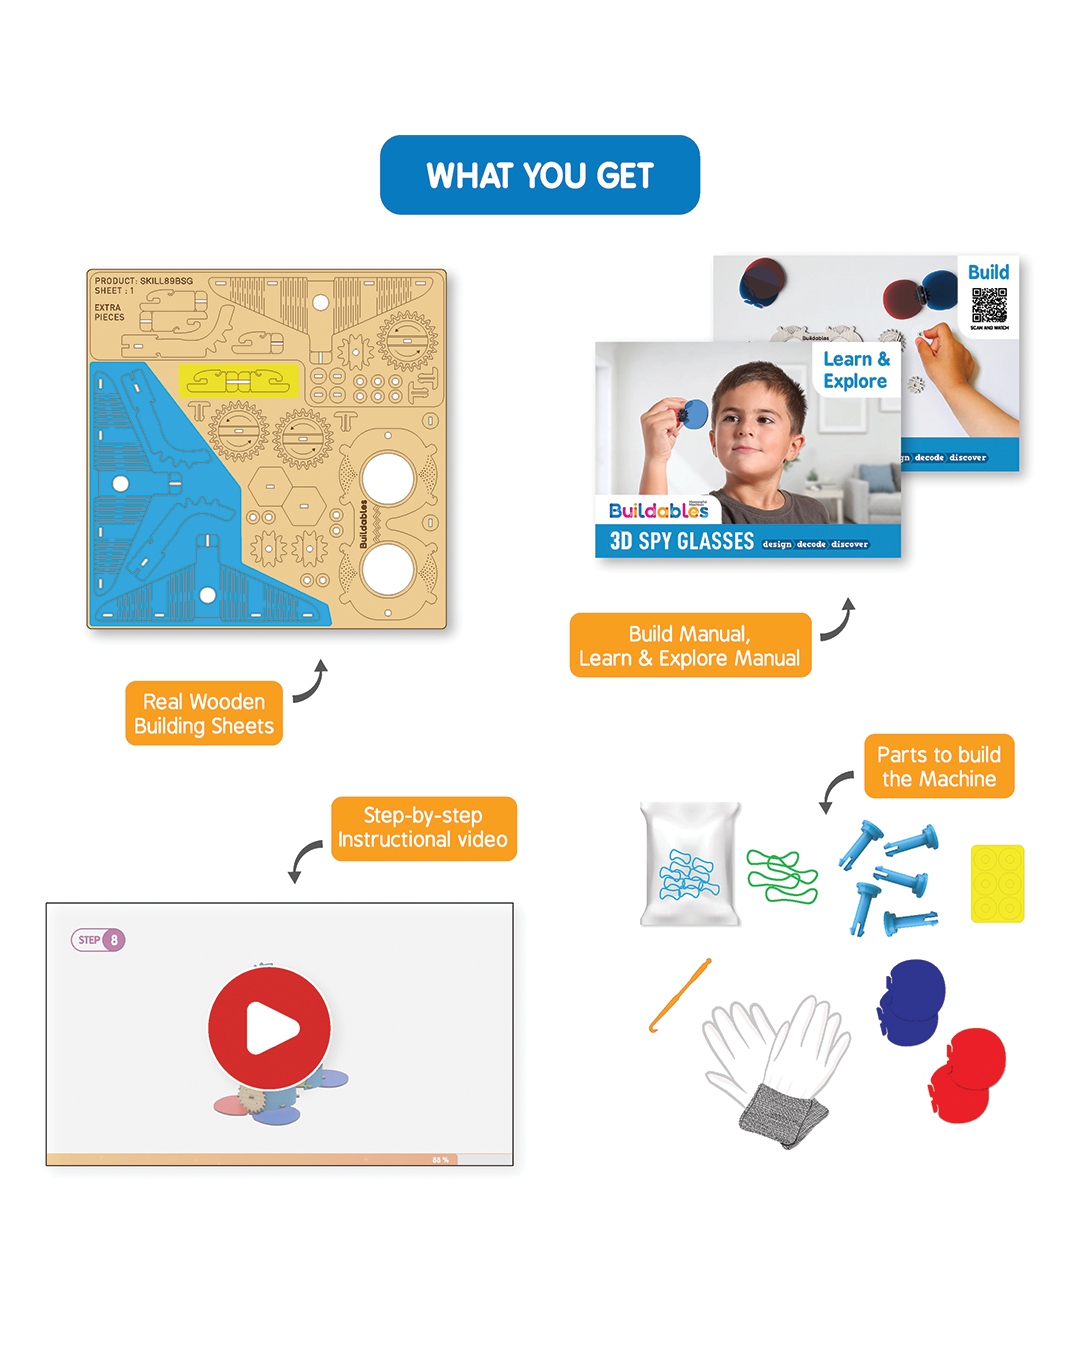 WHAT YOU GET
PRODUCT: SKILL89BSG
SHEET : 1
EXTRA
PIECES
Buildables
Real Wooden
Building Sheets
Build
SCAN AND WATCH
Buildables
Learn &
Explore
Buildables
3D SPY GLASSES design decode discover
gn decode discover
Build Manual,
Learn & Explore Manual
Parts to build
the Machine
Step-by-step
Instructional video
STEP 8
88 %